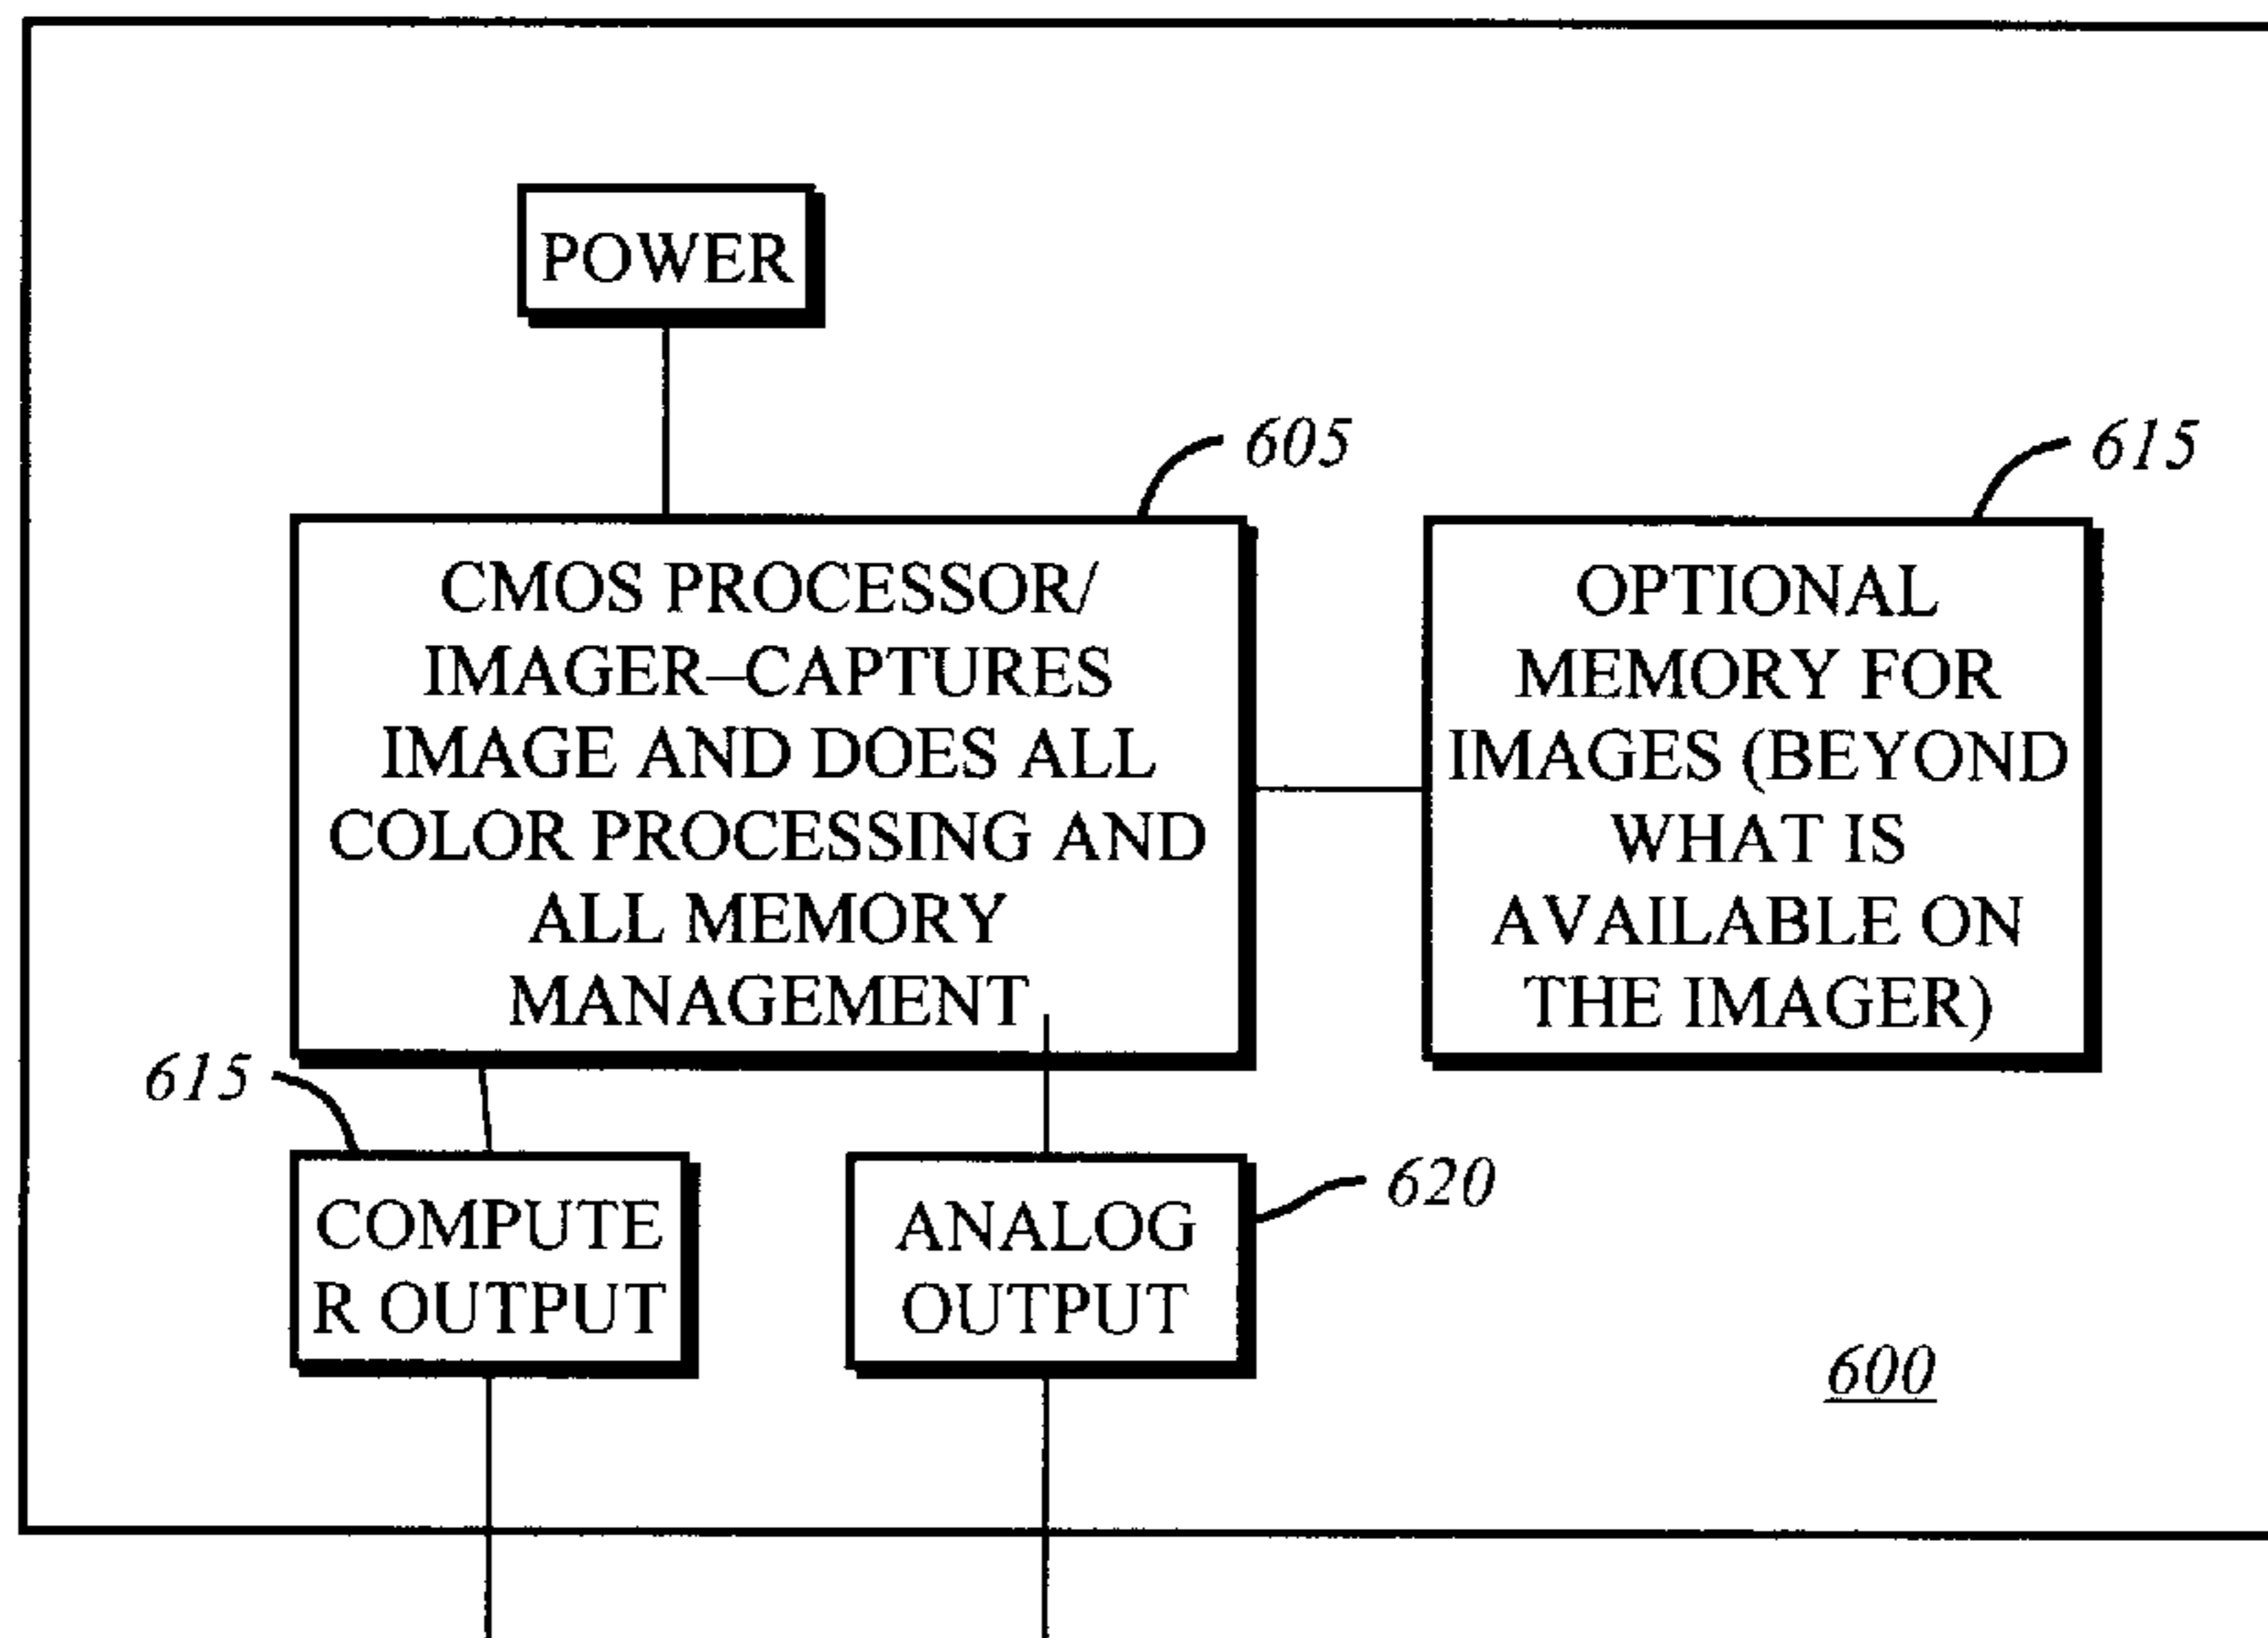 POWER
605
615
CMOS PROCESSOR/
IMAGER–CAPTURES
IMAGE AND DOES ALL
COLOR PROCESSING AND
ALL MEMORY
MANAGEMENT
OPTIONAL
MEMORY FOR
IMAGES (BEYOND
WHAT IS
AVAILABLE ON
THE IMAGER)
615
COMPUTE
R OUTPUT
ANALOG
OUTPUT
620
600